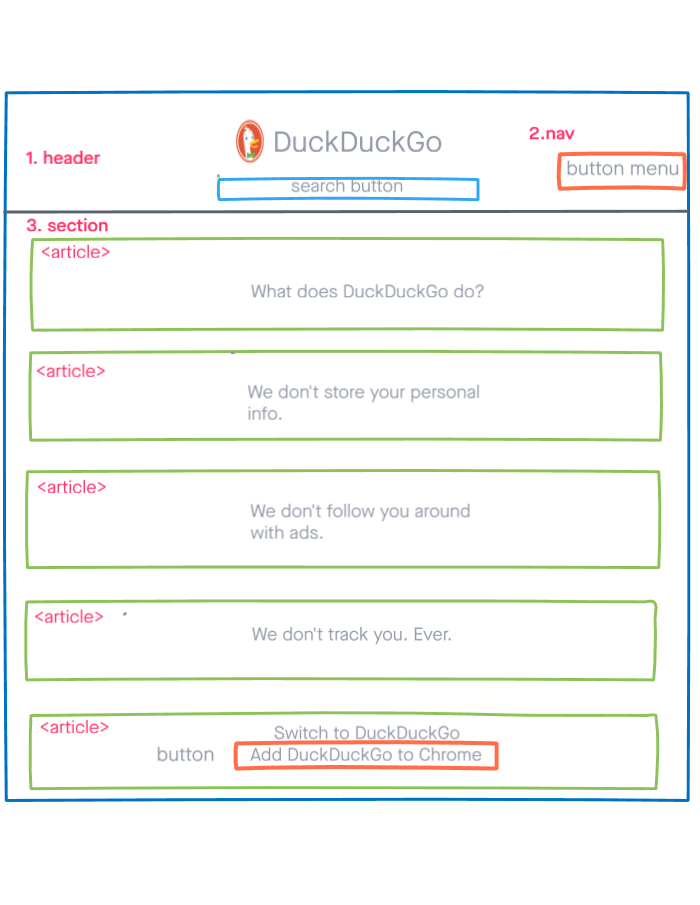 DuckDuckGo
2.nav
1. header
button menu
search button
3. section
<article>
What does DuckDuckGo do?
<article>
We don't store your personal
info.
<article>
We don't follow you around
with ads.
<article>
We don't track you. Ever.
<article>
Switch to DuckDuckGo
button
Add DuckDuckGo to Chrome